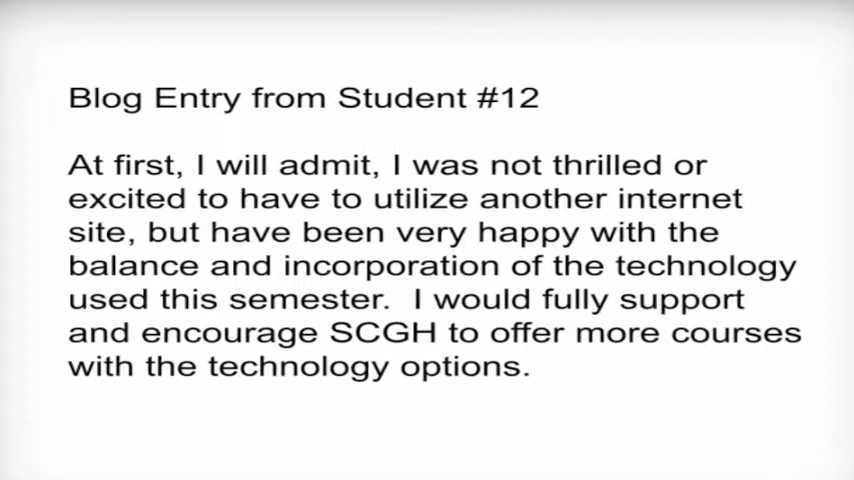 Blog Entry from Student #12
At first, I will admit, I was not thrilled or
excited to have to utilize another internet
site, but have been very happy with the
balance and incorporation of the technology
used this semester.  I would fully support
and encourage SCGH to offer more courses
with the technology options.